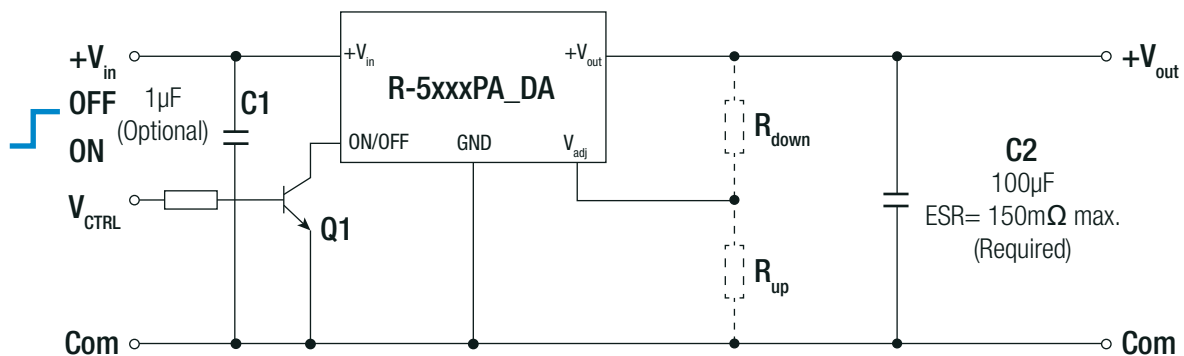 +Vin
OFF
ON
1µF
(Optional)
C1
VCTRL
Q1
+Vin
+Vout
R-5xxxPA_DA
ON/OFF
GND
Vadj
Rdown
Rup
C2
100µF
ESR= 150mΩ max.
(Required)
+Vout
Com
Com